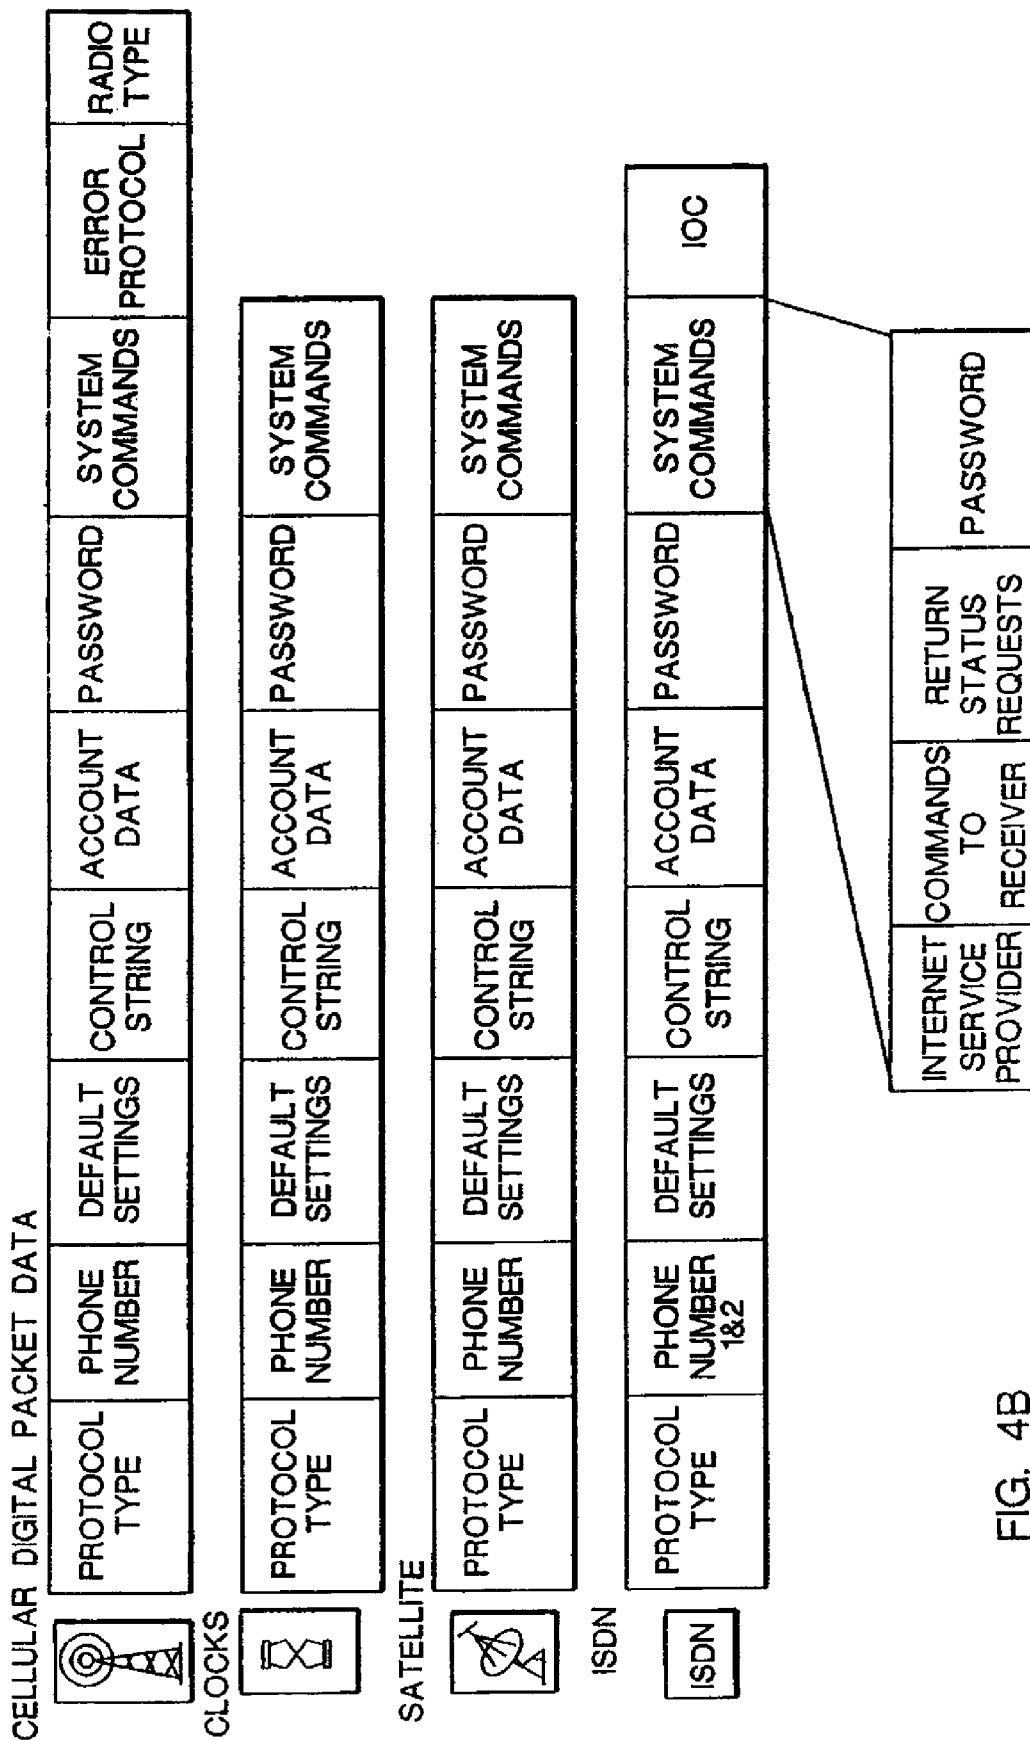 CELLULAR DIGITAL PACKET DATA
PROTOCOL
TYPE
PHONE
NUMBER
DEFAULT
SETTINGS
CONTROL
STRING
ACCOUNT
DATA
PASSWORD
SYSTEM
COMMANDS
ERROR
PROTOCOL
RADIO
TYPE
CLOCKS
PROTOCOL
TYPE
PHONE
NUMBER
DEFAULT
SETTINGS
CONTROL
STRING
ACCOUNT
DATA
PASSWORD
SYSTEM
COMMANDS
SATELLITE
PROTOCOL
TYPE
PHONE
NUMBER
DEFAULT
SETTINGS
CONTROL
STRING
ACCOUNT
DATA
PASSWORD
SYSTEM
COMMANDS
ISDN
ISDN
PROTOCOL
TYPE
PHONE
NUMBER
1&2
DEFAULT
SETTINGS
CONTROL
STRING
ACCOUNT
DATA
PASSWORD
SYSTEM
COMMANDS
IOC
INTERNET
SERVICE
PROVIDER
COMMANDS
TO
RECEIVER
RETURN
STATUS
REQUESTS
PASSWORD
FIG. 4B